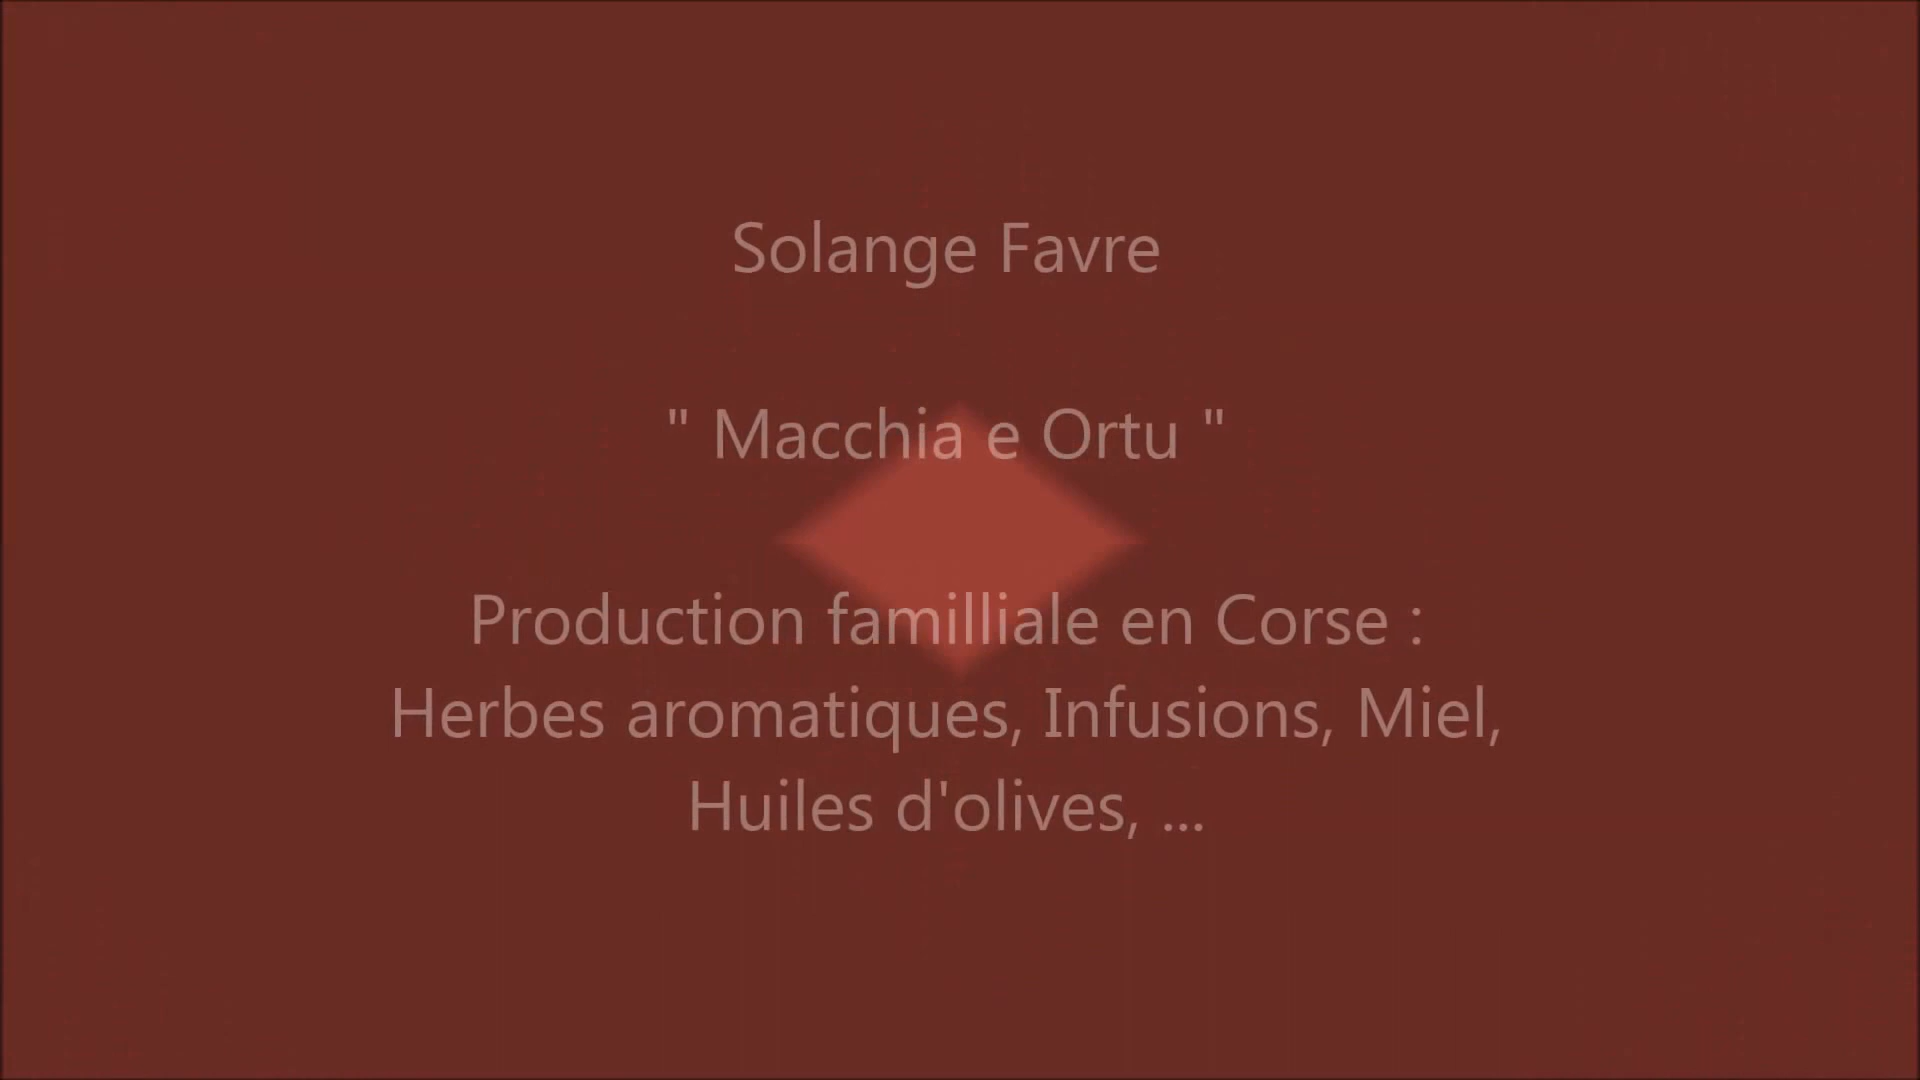 Solange Favre
" Macchia e Ortu "
Production familliale en Corse :
Herbes aromatiques, Infusions, Miel,
Huiles d'olives, ...